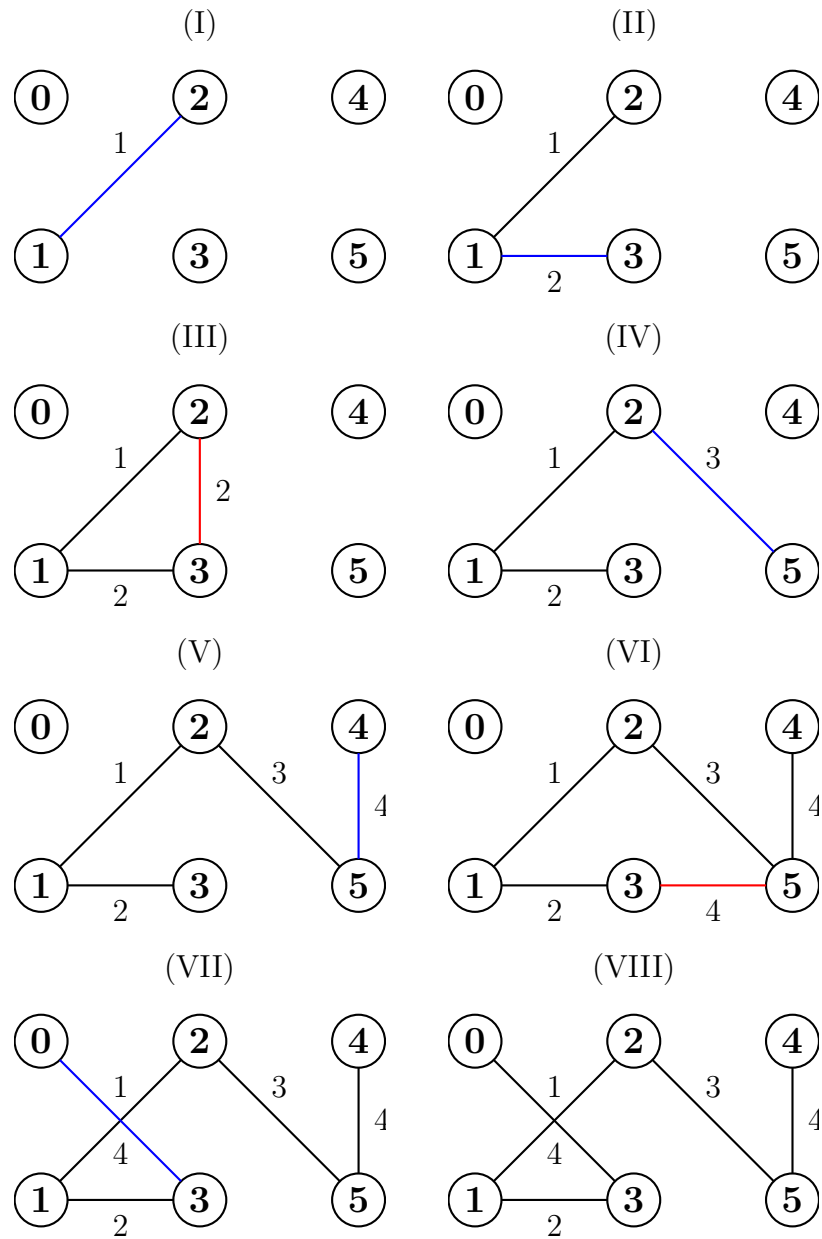 (I) (II)
0 2 4 0 2 4
1 1
1 3 5 1 3 5
2
(III) (IV)
0 2 4 0 2 4
1 2 1 3
1 3 5 1 3 5
2 2
(V) (VI)
0 2 4 0 2 4
1 3 4 1 3 4
1 3 5 1 3 5
2 2 4
(VII) (VIII)
0 2 4 0 2 4
1 3 1 3
4 4 4 4
1 3 5 1 3 5
2 2